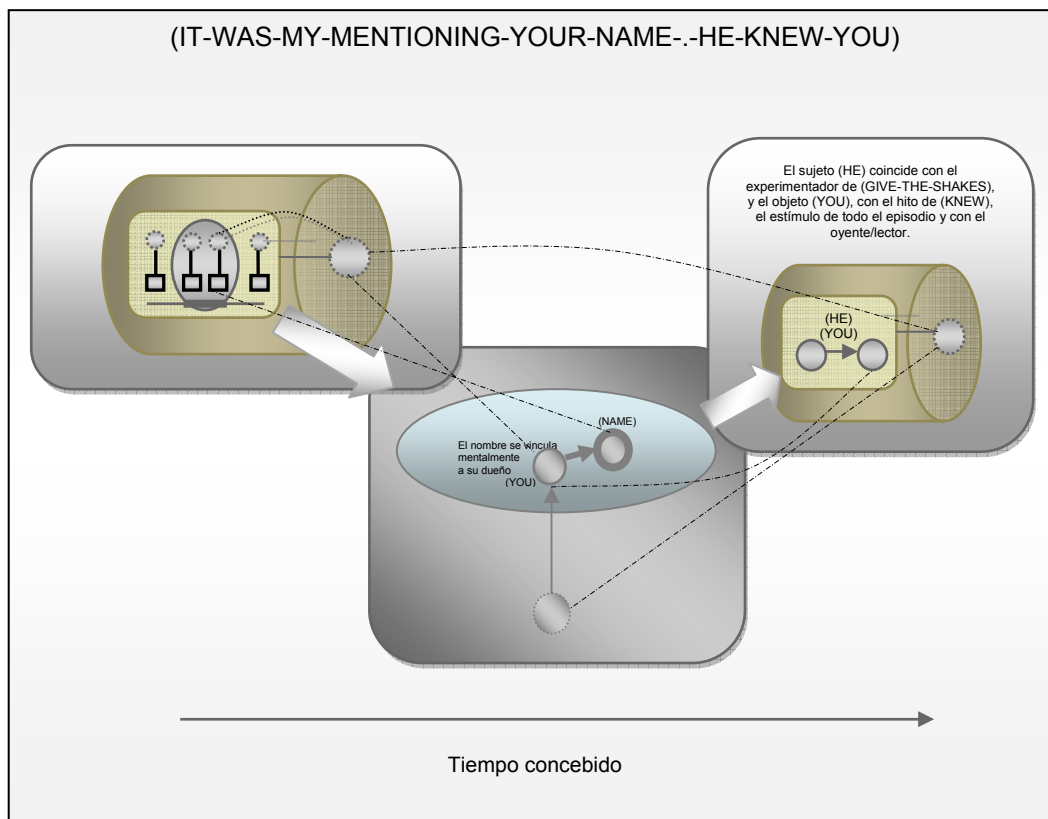 (IT-WAS-MY-MENTIONING-YOUR-NAME-.-HE-KNEW-YOU)
El sujeto (HE) coincide con el
experimentador de (GIVE-THE-SHAKES),
y el objeto (YOU), con el hito de (KNEW),
el estímulo de todo el episodio y con el
oyente/lector.
(HE)
(YOU)
(NAME)
El nombre se vincula
mentalmente
a su dueño
(YOU)
Tiempo concebido